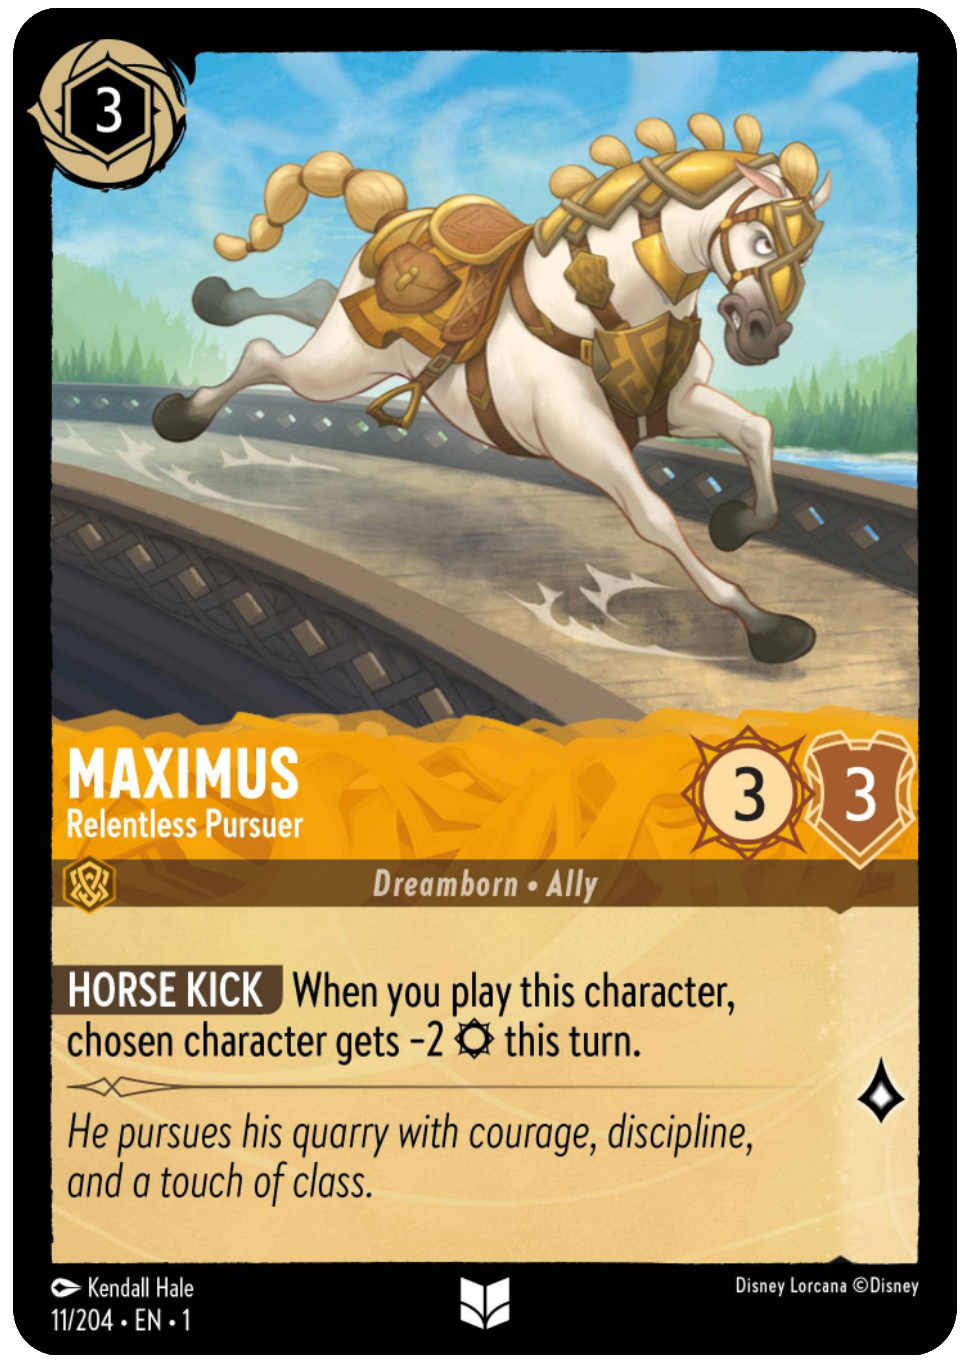 3
MAXIMUS
Relentless Pursuer
3
3
Dreamborn • Ally
HORSE KICK When you play this character,
chosen character gets -2 this turn.
He pursues his quarry with courage, discipline,
and a touch of class.
Kendall Hale
11/204 • EN • 1
Disney Lorcana ©Disney